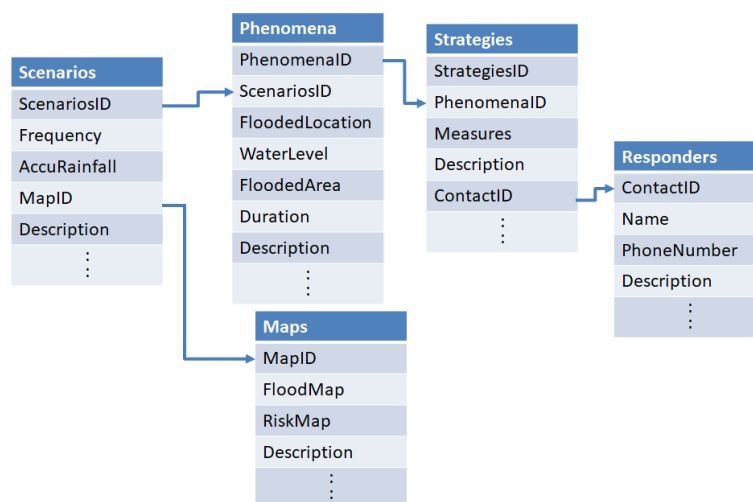 Scenarios
ScenariosID
Frequency
AccuRainfall
MapID
Description
⋮
Phenomena
PhenomenaID
ScenariosID
FloodedLocation
WaterLevel
FloodedArea
Duration
Description
⋮
Strategies
StrategiesID
PhenomenaID
Measures
Description
ContactID
⋮
Responders
ContactID
Name
PhoneNumber
Description
⋮
Maps
MapID
FloodMap
RiskMap
Description
⋮